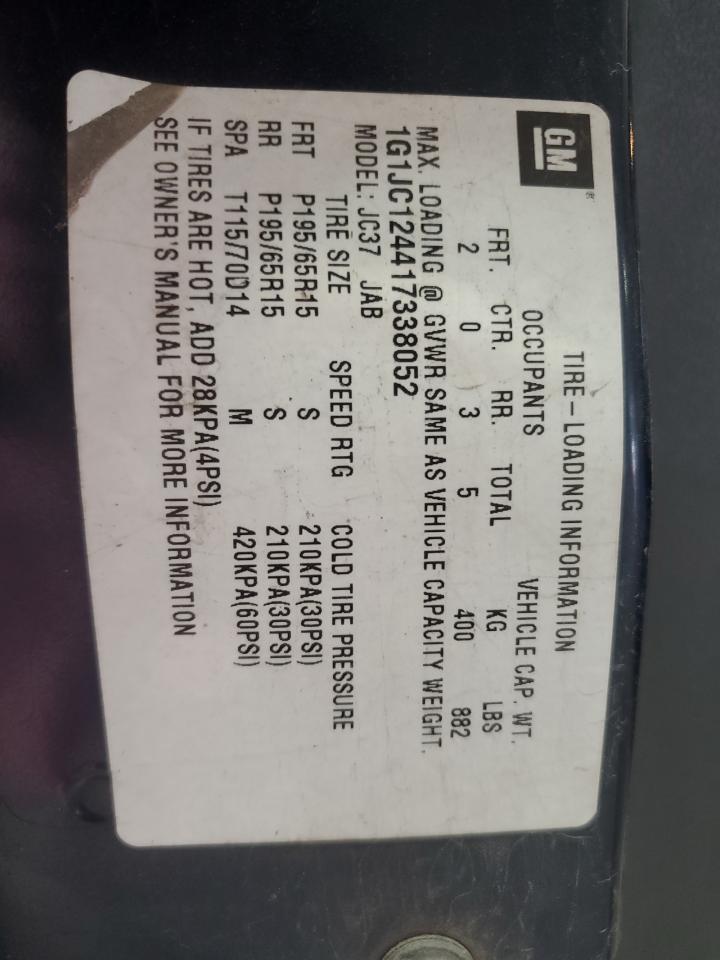 GM®
TIRE–LOADING INFORMATION
OCCUPANTS VEHICLE CAP. WT.
FRT. CTR. RR. TOTAL KG LBS
2 0 3 5 400 882
MAX. LOADING @ GVWR SAME AS VEHICLE CAPACITY WEIGHT.
1G1JC124417338052
MODEL: JC37 JAB
TIRE SIZE SPEED RTG COLD TIRE PRESSURE
FRT P195/65R15 S 210KPA(30PSI)
RR P195/65R15 S 210KPA(30PSI)
SPA T115/70D14 M 420KPA(60PSI)
IF TIRES ARE HOT, ADD 28KPA(4PSI)
SEE OWNER'S MANUAL FOR MORE INFORMATION